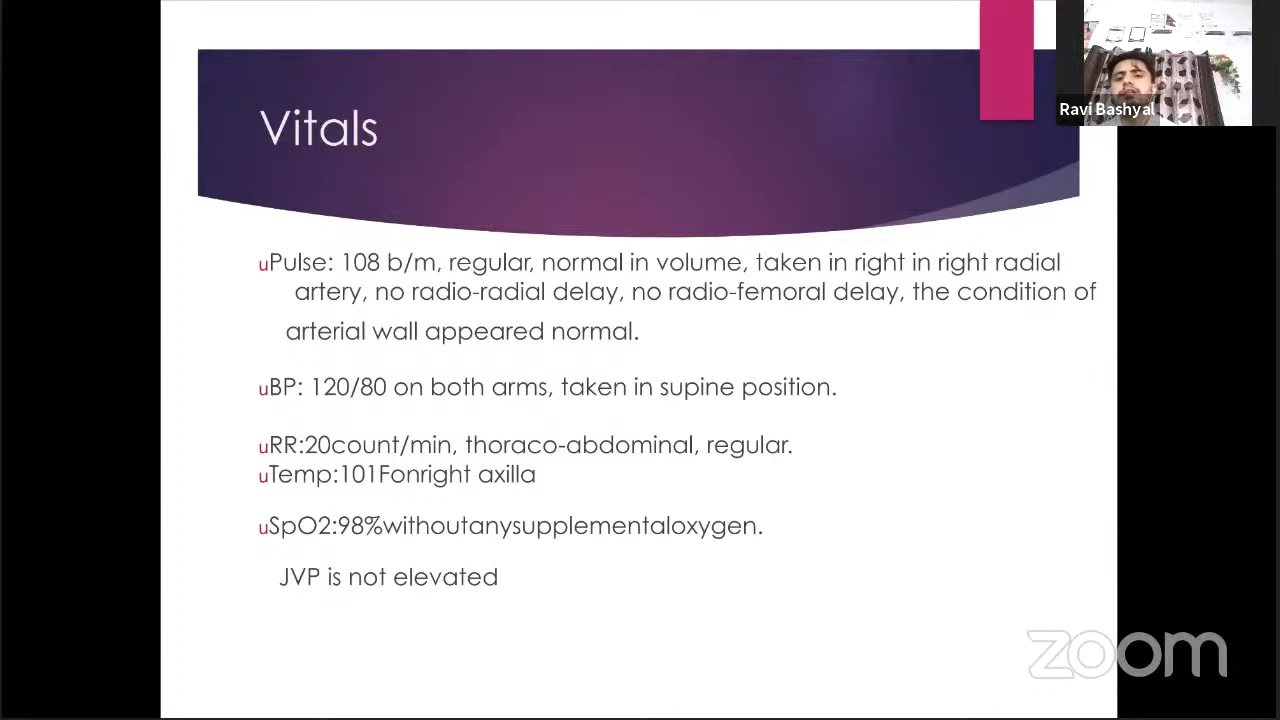 Vitals
Ravi Bashyal
uPulse: 108 b/m, regular, normal in volume, taken in right in right radial
artery, no radio-radial delay, no radio-femoral delay, the condition of
arterial wall appeared normal.
uBP: 120/80 on both arms, taken in supine position.
uRR:20count/min, thoraco-abdominal, regular.
uTemp:101Fonright axilla
uSpO2:98%withoutanysupplementaloxygen.
JVP is not elevated
zoom